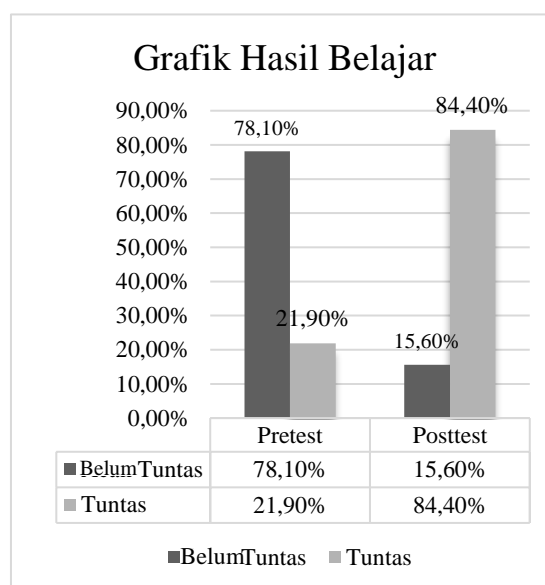 Grafik Hasil Belajar
90,00%
80,00%
70,00%
60,00%
50,00%
40,00%
30,00%
20,00%
10,00%
0,00%
78,10%
21,90%
15,60%
84,40%
Pretest Posttest
Belum Tuntas 78,10% 15,60%
Tuntas 21,90% 84,40%
BelumTuntas Tuntas